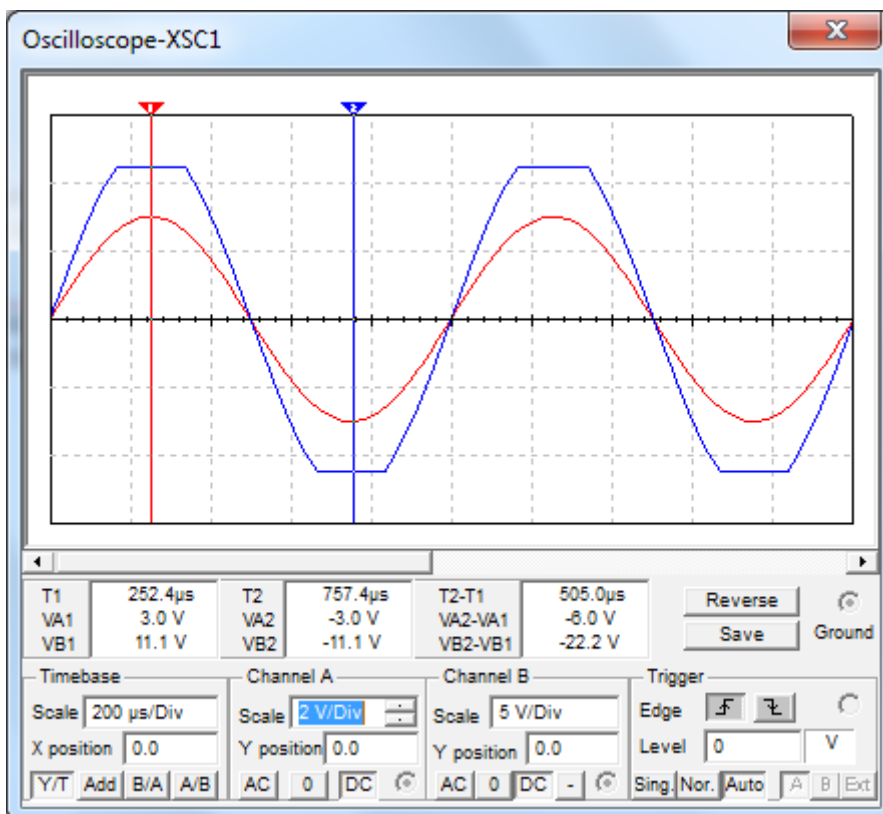 Oscilloscope-XSC1
1 2
T1 252.4µs T2 757.4µs T2-T1 505.0µs
VA1 3.0 V VA2 -3.0 V VA2-VA1 -6.0 V
VB1 11.1 V VB2 -11.1 V VB2-VB1 -22.2 V
Reverse
Save
Ground
Timebase
Scale 200 µs/Div
X position 0.0
Y/T Add B/A A/B
Channel A
Scale 2 V/Div
Y position 0.0
AC 0 DC
Channel B
Scale 5 V/Div
Y position 0.0
AC 0 DC -
Trigger
Edge
Level 0 V
Sing. Nor. Auto A B Ext